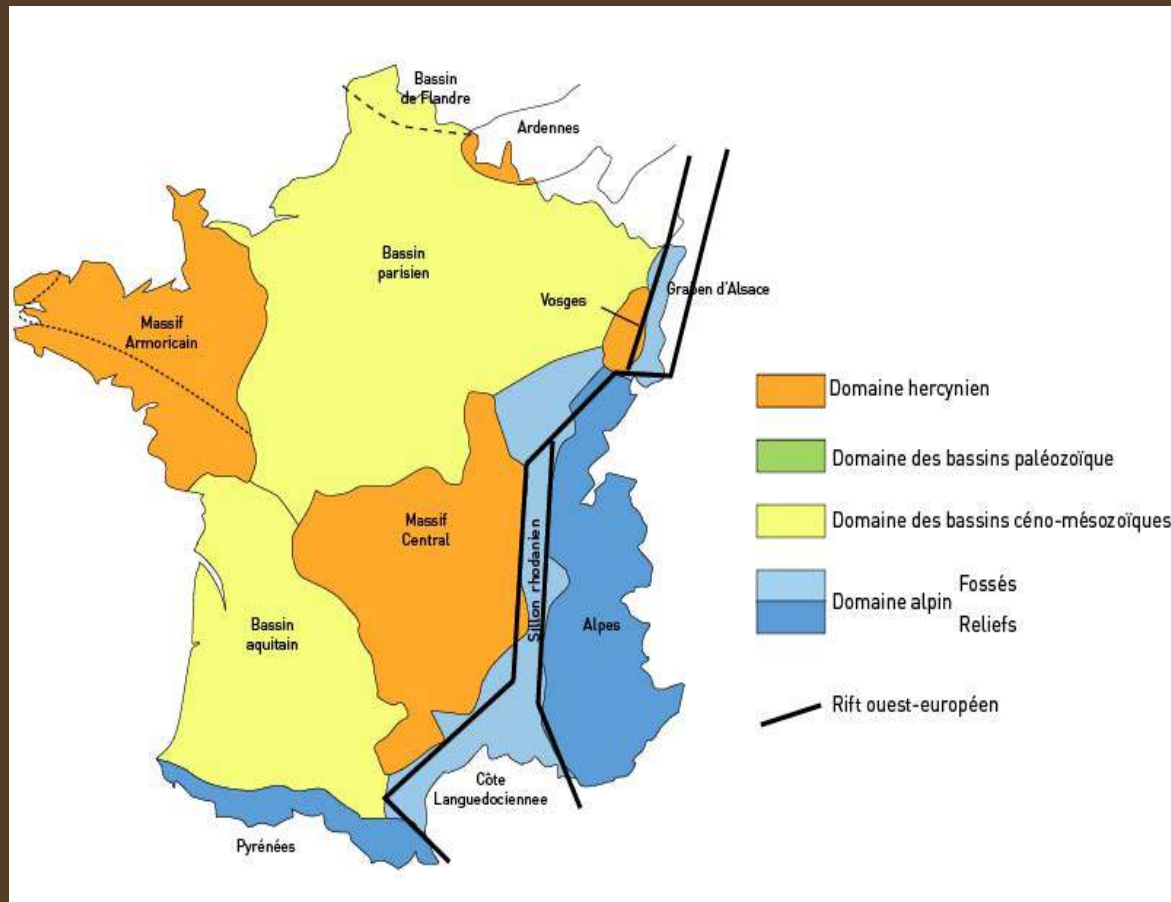 Bassin
de Flandre
Ardennes
Bassin
parisien
Vosges
Graben d'Alsace
Massif
Armoricain
Massif
Central
Sillon rhodanien
Bassin
aquitain
Alpes
Côte
Languedociennee
Pyrénées
Domaine hercynien
Domaine des bassins paléozoïque
Domaine des bassins céno-mésozoïques
Domaine alpin
Fossés
Reliefs
Rift ouest-européen